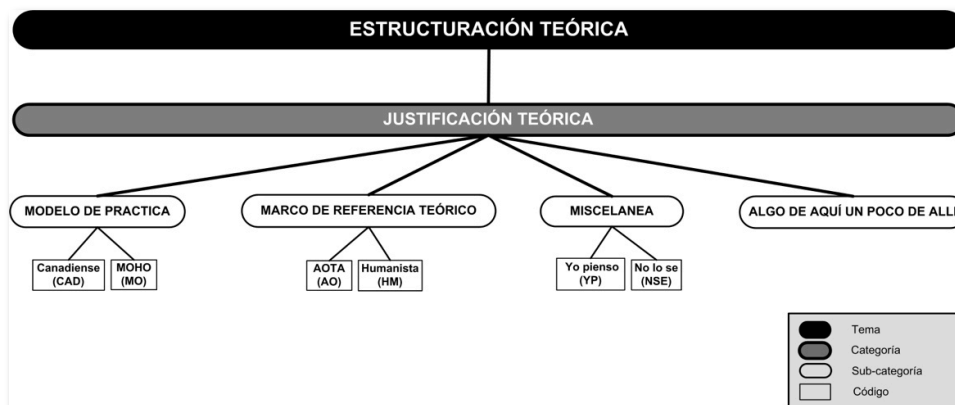 ESTRUCTURACIÓN TEÓRICA
JUSTIFICACIÓN TEÓRICA
MODELO DE PRACTICA
MARCO DE REFERENCIA TEÓRICO
MISCELANEA
ALGO DE AQUÍ UN POCO DE ALLI
Canadiense
(CAD)
MOHO
(MO)
AOTA
(AO)
Humanista
(HM)
Yo pienso
(YP)
No lo se
(NSE)
Tema
Categoría
Sub-categoría
Código